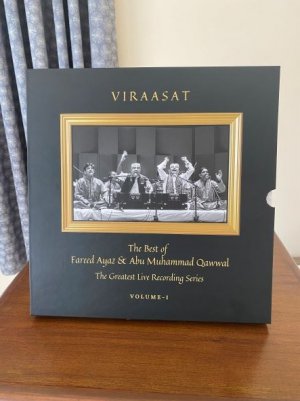 VIRAASAT
The Best of
Fareed Ayaz & Abu Muhammad Qawwal
The Greatest Live Recording Series
VOLUME-I